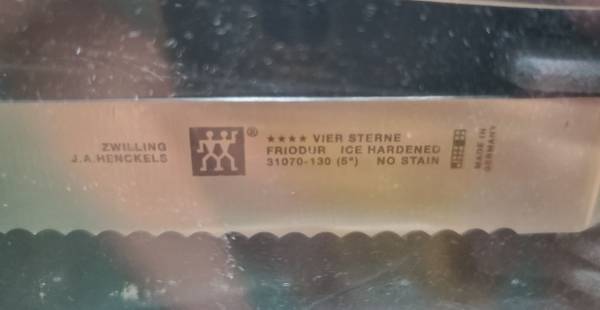 ZWILLING
J.A.HENCKELS
®
★★★★ VIER STERNE
FRIODUR ICE HARDENED
31070-130 (5") NO STAIN
MADE IN
GERMANY